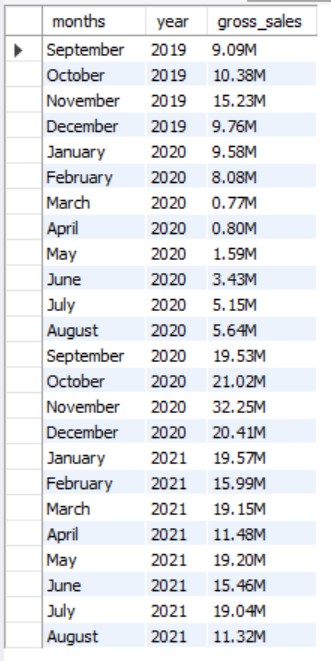 months year gross_sales
September 2019 9.09M
October 2019 10.38M
November 2019 15.23M
December 2019 9.76M
January 2020 9.58M
February 2020 8.08M
March 2020 0.77M
April 2020 0.80M
May 2020 1.59M
June 2020 3.43M
July 2020 5.15M
August 2020 5.64M
September 2020 19.53M
October 2020 21.02M
November 2020 32.25M
December 2020 20.41M
January 2021 19.57M
February 2021 15.99M
March 2021 19.15M
April 2021 11.48M
May 2021 19.20M
June 2021 15.46M
July 2021 19.04M
August 2021 11.32M